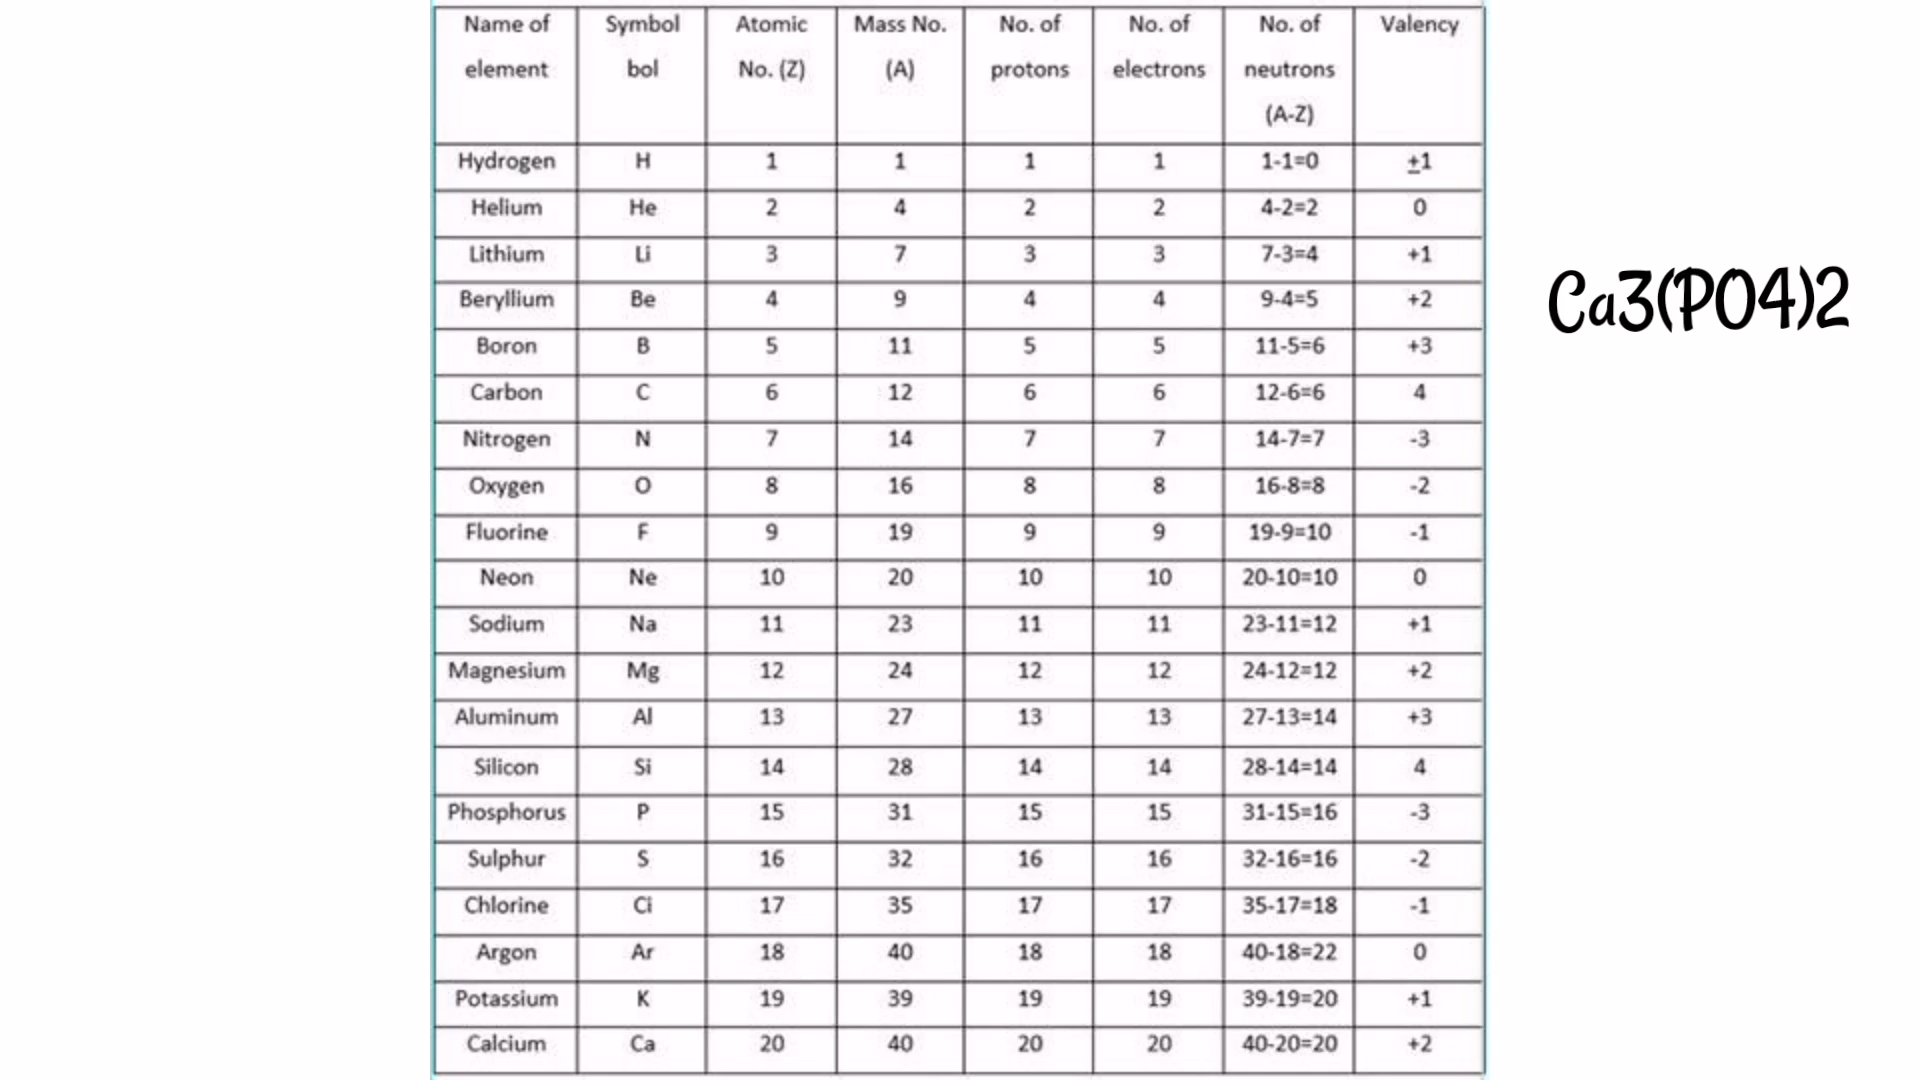 Name of element Symbol bol Atomic No. (Z) Mass No. (A) No. of protons No. of electrons No. of neutrons (A-Z) Valency
Hydrogen H 1 1 1 1 1-1=0 ±1
Helium He 2 4 2 2 4-2=2 0
Lithium Li 3 7 3 3 7-3=4 +1
Beryllium Be 4 9 4 4 9-4=5 +2
Boron B 5 11 5 5 11-5=6 +3
Carbon C 6 12 6 6 12-6=6 4
Nitrogen N 7 14 7 7 14-7=7 -3
Oxygen O 8 16 8 8 16-8=8 -2
Fluorine F 9 19 9 9 19-9=10 -1
Neon Ne 10 20 10 10 20-10=10 0
Sodium Na 11 23 11 11 23-11=12 +1
Magnesium Mg 12 24 12 12 24-12=12 +2
Aluminum Al 13 27 13 13 27-13=14 +3
Silicon Si 14 28 14 14 28-14=14 4
Phosphorus P 15 31 15 15 31-15=16 -3
Sulphur S 16 32 16 16 32-16=16 -2
Chlorine Ci 17 35 17 17 35-17=18 -1
Argon Ar 18 40 18 18 40-18=22 0
Potassium K 19 39 19 19 39-19=20 +1
Calcium Ca 20 40 20 20 40-20=20 +2
Ca3(PO4)2